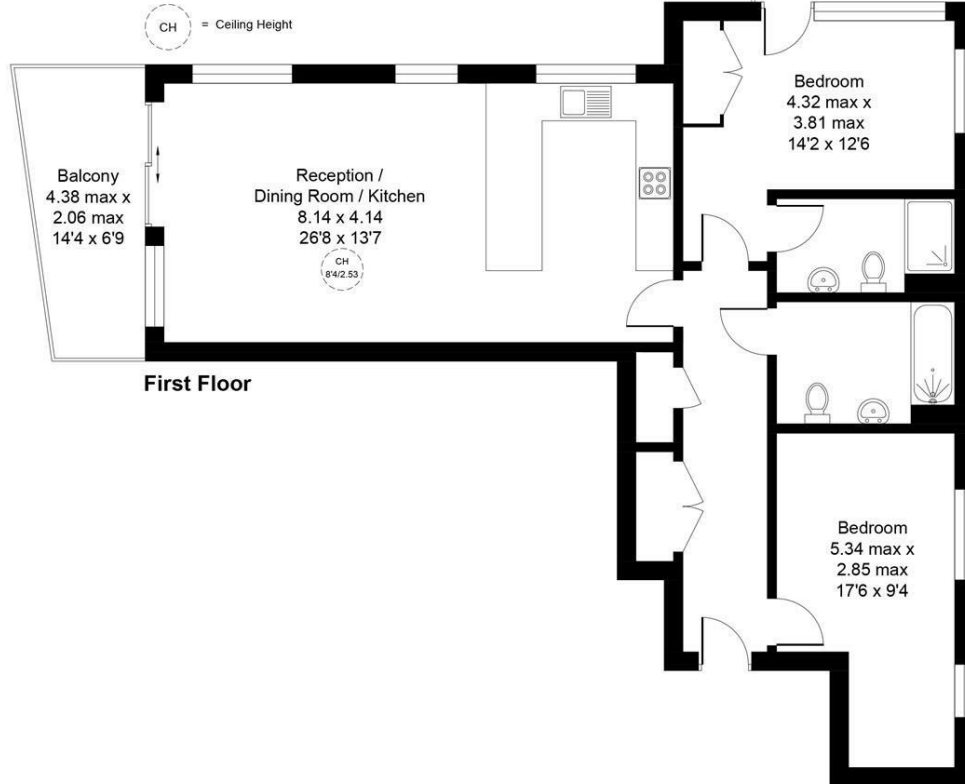 CH = Ceiling Height
Bedroom
4.32 max x
3.81 max
14'2 x 12'6
Balcony
4.38 max x
2.06 max
14'4 x 6'9
Reception /
Dining Room / Kitchen
8.14 x 4.14
26'8 x 13'7
CH
8'4/2.53
First Floor
Bedroom
5.34 max x
2.85 max
17'6 x 9'4